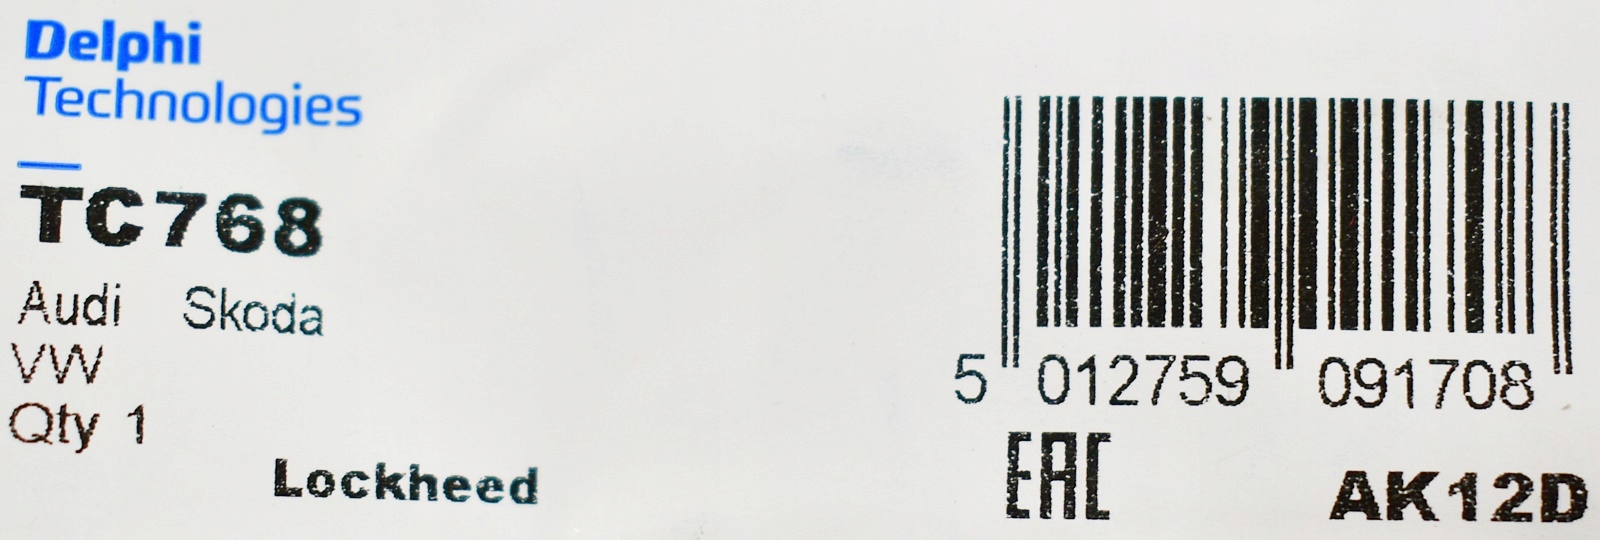 Delphi
Technologies
TC768
Audi Skoda
VW
Qty 1
Lockheed
5 012759 091708
EAC
AK12D